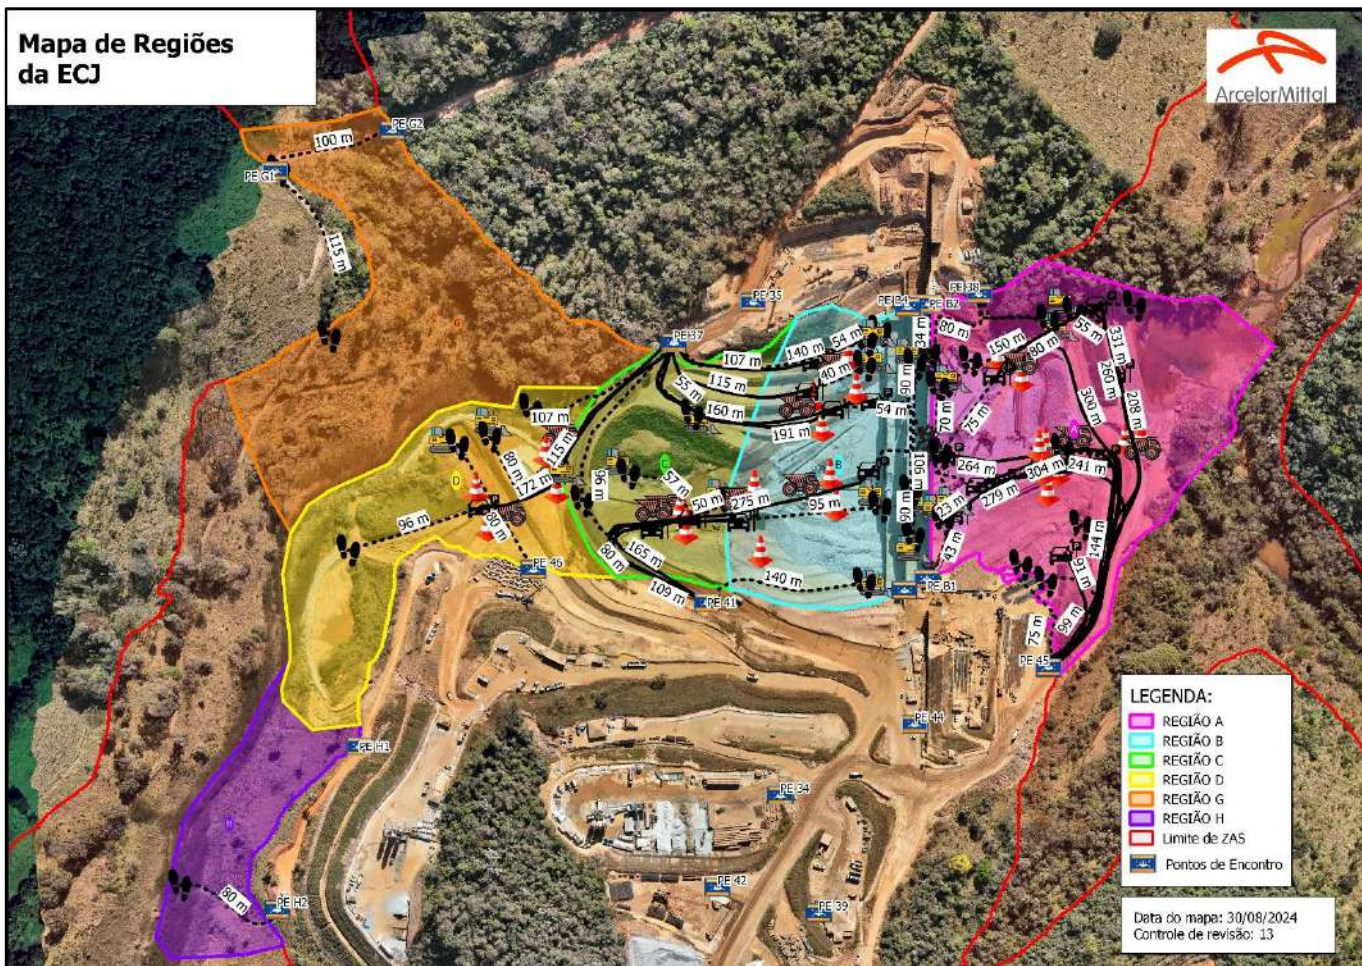 Mapa de Regiões
da ECJ
ArcelorMittal
PE G2
100 m
PE G1
115 m
G
PE 35
PE 34
PE B2
PE 38
PE 37
34 m
80 m
150 m
80 m
55 m
331 m
107 m
140 m
54 m
260 m
55 m
115 m
40 m
90 m
300 m
208 m
160 m
54 m
70 m
75 m
107 m
191 m
115 m
A
80 m
172 m
96 m
C
57 m
B
106 m
264 m
304 m
241 m
D
50 m
275 m
95 m
90 m
23 m
279 m
96 m
80 m
43 m
144 m
165 m
80 m
91 m
PE 46
109 m
140 m
PE 41
PE B1
75 m
99 m
PE 45
PE H1
PE 44
PE 34
H
80 m
PE H2
PE 42
PE 39
LEGENDA:
REGIÃO A
REGIÃO B
REGIÃO C
REGIÃO D
REGIÃO G
REGIÃO H
Limite de ZAS
Pontos de Encontro
Data do mapa: 30/08/2024
Controle de revisão: 13